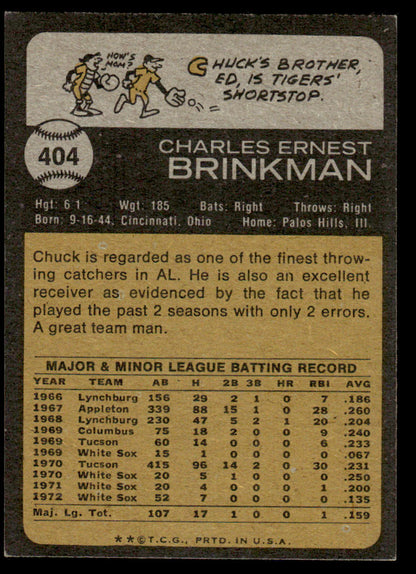 "HOW'S
MOM?"
CHUCK'S BROTHER,
ED, IS TIGERS'
SHORTSTOP.
404
CHARLES ERNEST
BRINKMAN
Hgt: 6 1 Wgt: 185 Bats: Right Throws: Right
Born: 9-16-44, Cincinnati, Ohio Home: Palos Hills, Ill
Chuck is regarded as one of the finest throw-
ing catchers in AL. He is also an excellent
receiver as evidenced by the fact that he
played the past 2 seasons with only 2 errors.
A great team man.
MAJOR & MINOR LEAGUE BATTING RECORD
YEAR TEAM AB H 2B 3B HR RBI AVG
1966 Lynchburg 156 29 2 1 0 7 .186
1967 Appleton 339 88 15 1 0 28 .260
1968 Lynchburg 230 47 5 2 1 20 .204
1969 Columbus 75 18 2 0 0 9 .240
1969 Tucson 60 14 0 0 0 6 .233
1969 White Sox 15 1 0 0 0 0 .067
1970 Tucson 415 96 14 2 0 30 .231
1970 White Sox 20 5 1 0 0 0 .250
1971 White Sox 20 4 0 0 0 1 .200
1972 White Sox 52 7 0 0 0 0 .135
Maj. Lg. Tot. 107 17 1 0 0 1 .159
**©T.C.G., PRTD. IN U.S.A.